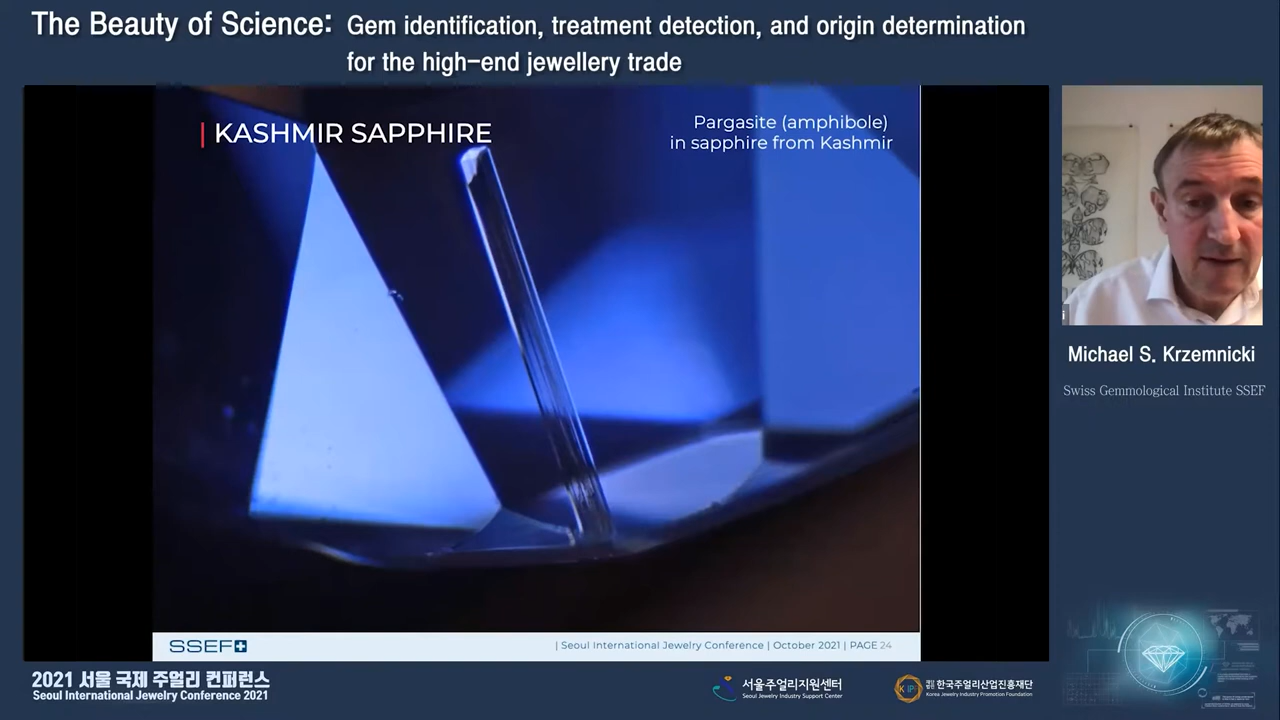 The Beauty of Science: Gem identification, treatment detection, and origin determination
for the high-end jewellery trade
| KASHMIR SAPPHIRE
Pargasite (amphibole)
in sapphire from Kashmir
Michael S. Krzemnicki
Swiss Gemmological Institute SSEF
SSEF
| Seoul International Jewelry Conference | October 2021 | PAGE 24
2021 서울 국제 주얼리 컨퍼런스
Seoul International Jewelry Conference 2021
서울주얼리지원센터
Seoul Jewelry Industry Support Center
한국주얼리산업진흥재단
Korea Jewelry Industry Promotion Foundation